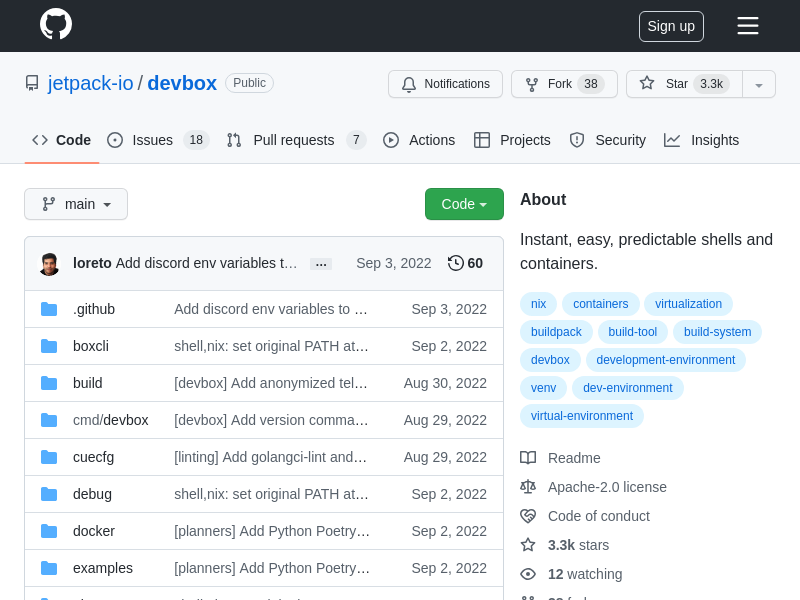 Sign up
jetpack-io / devbox Public
Notifications
Fork 38
Star 3.3k
Code
Issues 18
Pull requests 7
Actions
Projects
Security
Insights
main
Code
loreto Add discord env variables t… … Sep 3, 2022 60
.github Add discord env variables to … Sep 3, 2022
boxcli shell,nix: set original PATH at… Sep 2, 2022
build [devbox] Add anonymized tel… Aug 30, 2022
cmd/devbox [devbox] Add version comma… Aug 29, 2022
cuecfg [linting] Add golangci-lint and… Aug 29, 2022
debug shell,nix: set original PATH at… Sep 2, 2022
docker [planners] Add Python Poetry… Sep 2, 2022
examples [planners] Add Python Poetry… Sep 2, 2022
About
Instant, easy, predictable shells and
containers.
nix containers virtualization
buildpack build-tool build-system
devbox development-environment
venv dev-environment
virtual-environment
Readme
Apache-2.0 license
Code of conduct
3.3k stars
12 watching